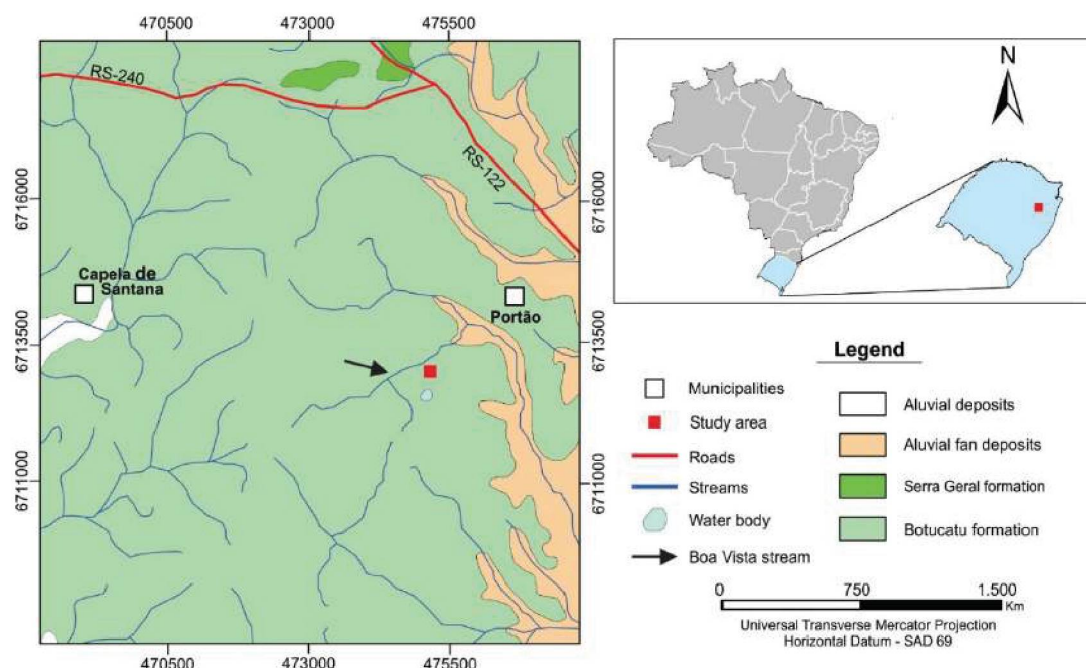 470500 473000 475500
RS-240
RS-122
6716000
6713500
6711000
Capela de
Santana
Portão
6716000
6713500
6711000
470500 473000 475500
N
Legend
Municipalities
Study area
Roads
Streams
Water body
Boa Vista stream
Aluvial deposits
Aluvial fan deposits
Serra Geral formation
Botucatu formation
0 750 1.500
Km
Universal Transverse Mercator Projection
Horizontal Datum - SAD 69